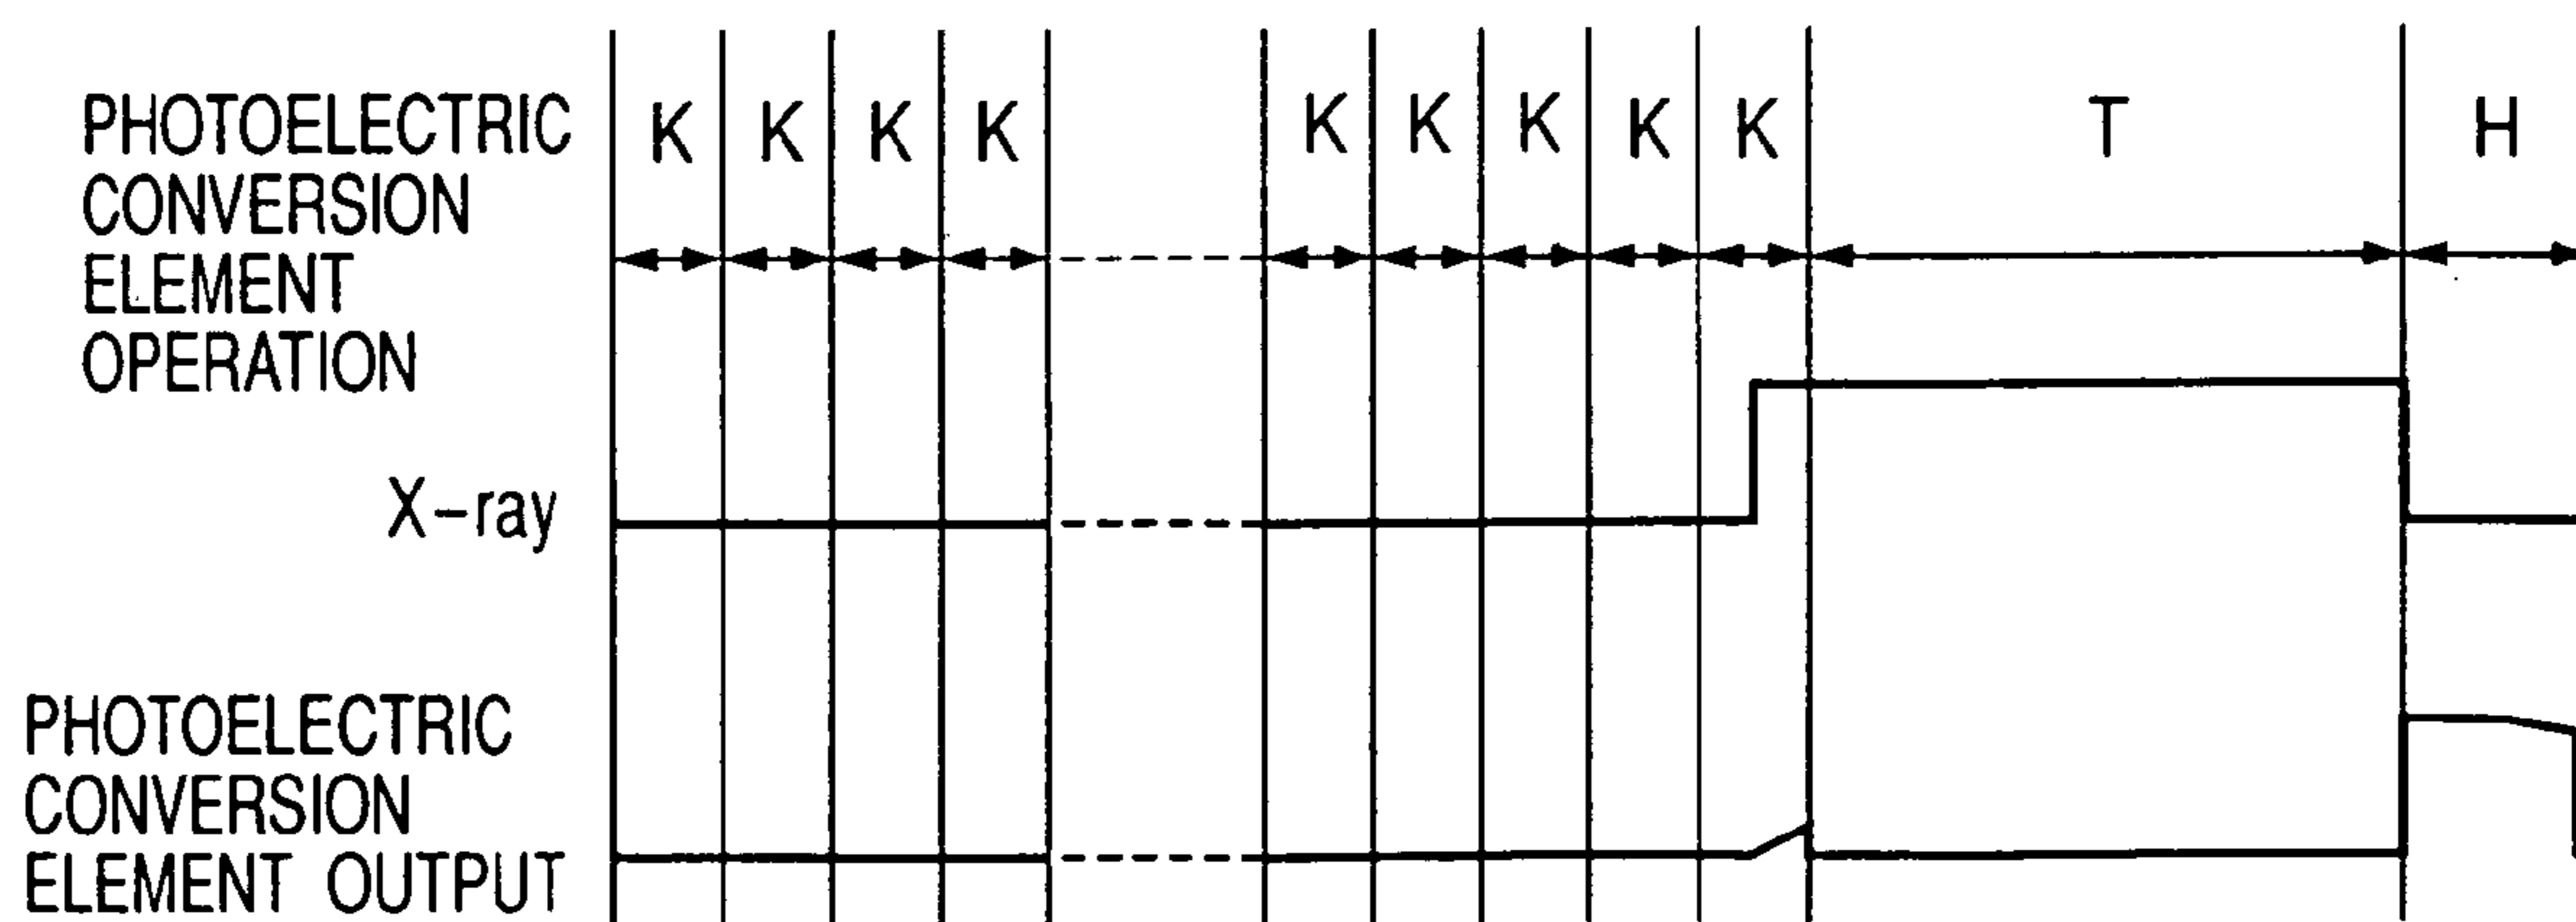 PHOTOELECTRIC
CONVERSION
ELEMENT
OPERATION
K K K K K K K K K T H
X-ray
PHOTOELECTRIC
CONVERSION
ELEMENT OUTPUT